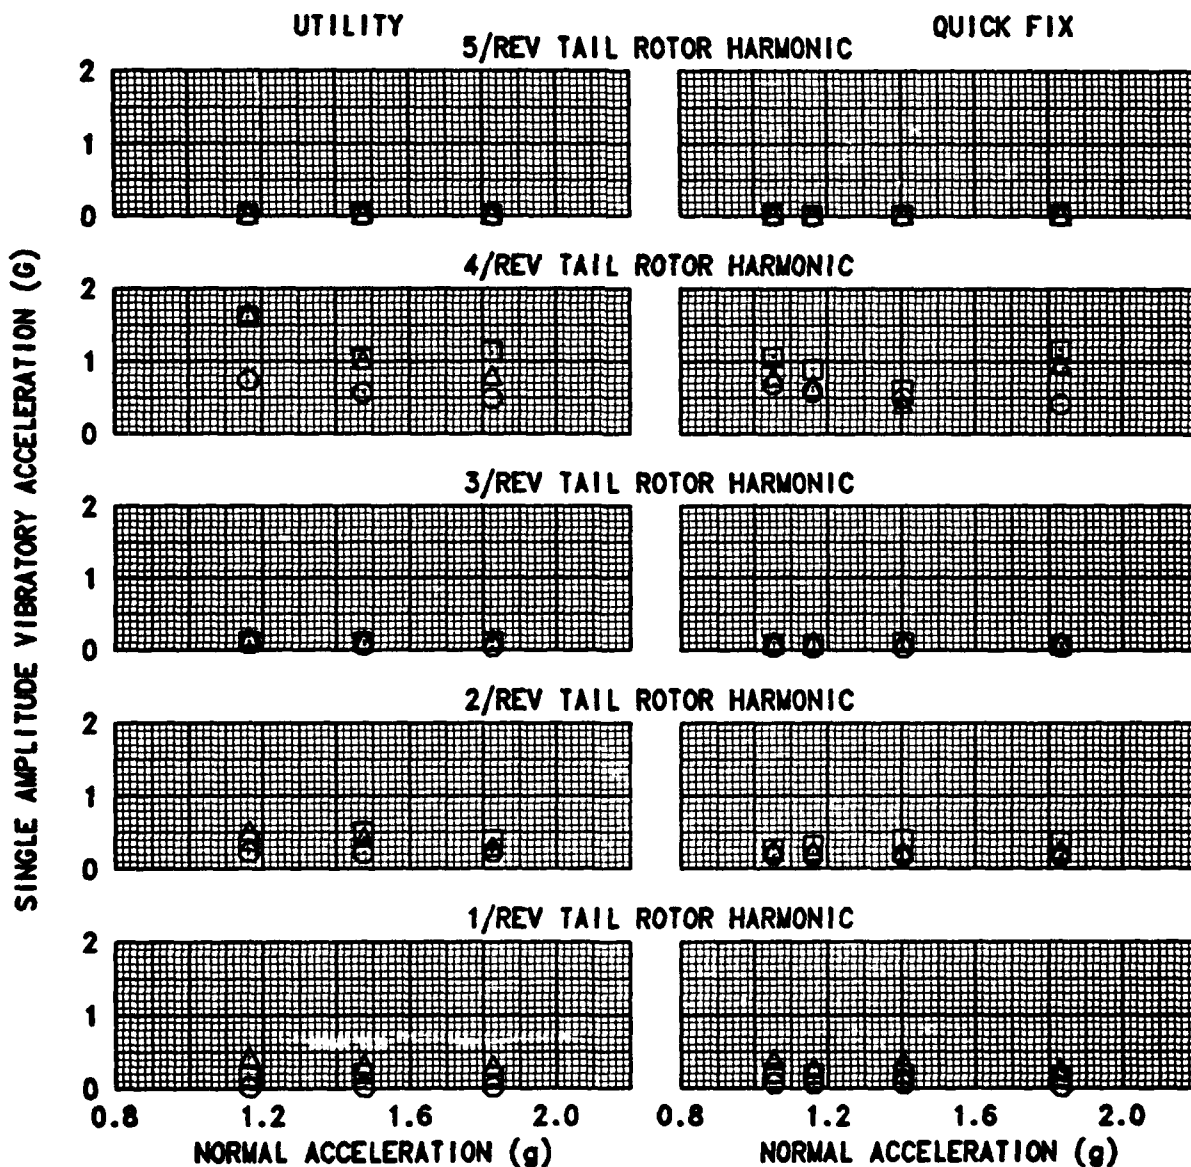 UTILITY QUICK FIX
5/REV TAIL ROTOR HARMONIC
2
1
0
4/REV TAIL ROTOR HARMONIC
2
1
0
3/REV TAIL ROTOR HARMONIC
2
1
0
2/REV TAIL ROTOR HARMONIC
2
1
0
1/REV TAIL ROTOR HARMONIC
2
1
0
SINGLE AMPLITUDE VIBRATORY ACCELERATION (G)
0.8 1.2 1.6 2.0 0.8 1.2 1.6 2.0
NORMAL ACCELERATION (g) NORMAL ACCELERATION (g)